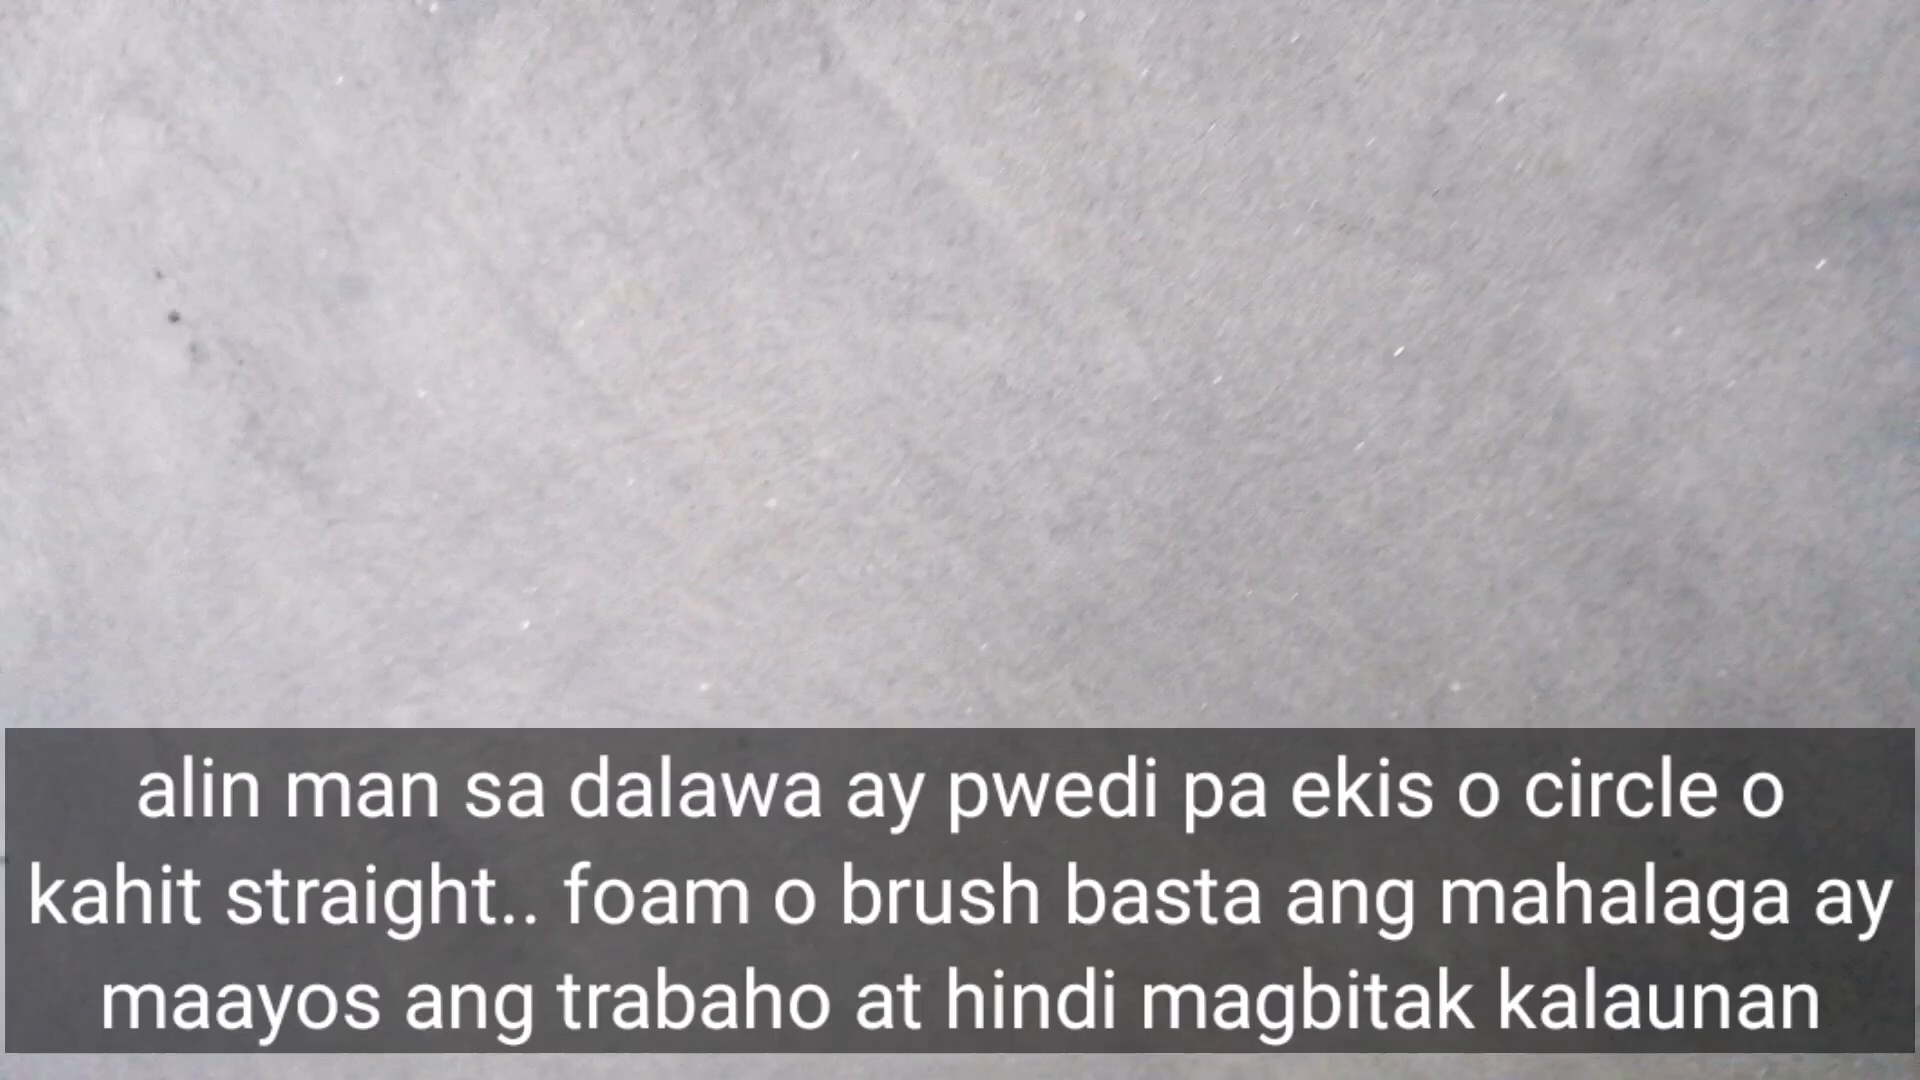 alin man sa dalawa ay pwedi pa ekis o circle o
kahit straight.. foam o brush basta ang mahalaga ay
maayos ang trabaho at hindi magbitak kalaunan